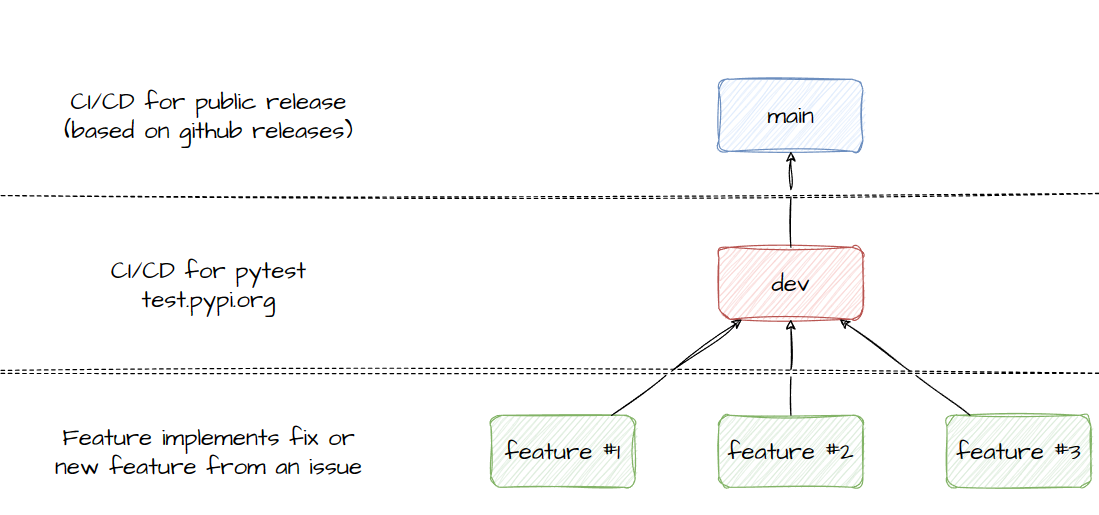 CI/CD for public release
(based on github releases)
main
CI/CD for pytest
test.pypi.org
dev
Feature implements fix or
new feature from an issue
feature #1
feature #2
feature #3